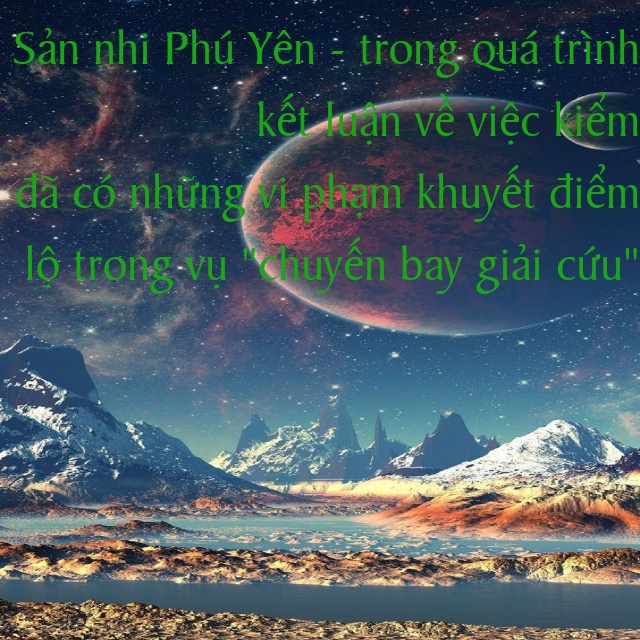 Sản nhi Phú Yên - trong quá trình
kết luận về việc kiểm
đã có những vi phạm khuyết điểm
lộ trong vụ "chuyến bay giải cứu"